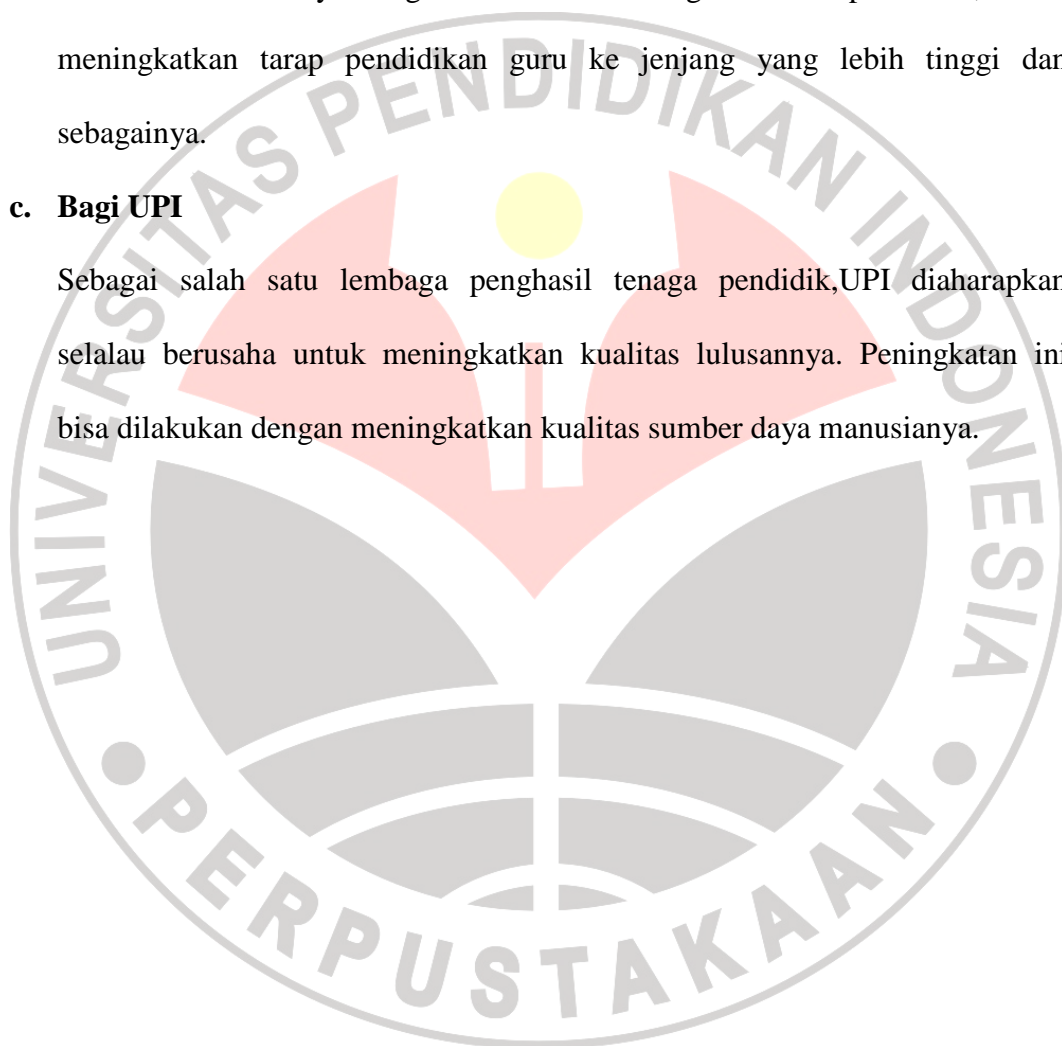 meningkatkan tarap pendidikan guru ke jenjang yang lebih tinggi dan
sebagainya.
c. Bagi UPI
Sebagai salah satu lembaga penghasil tenaga pendidik,UPI diaharapkan
selalau berusaha untuk meningkatkan kualitas lulusannya. Peningkatan ini
bisa dilakukan dengan meningkatkan kualitas sumber daya manusianya.
UNIVERSITAS PENDIDIKAN INDONESIA
PERPUSTAKAAN